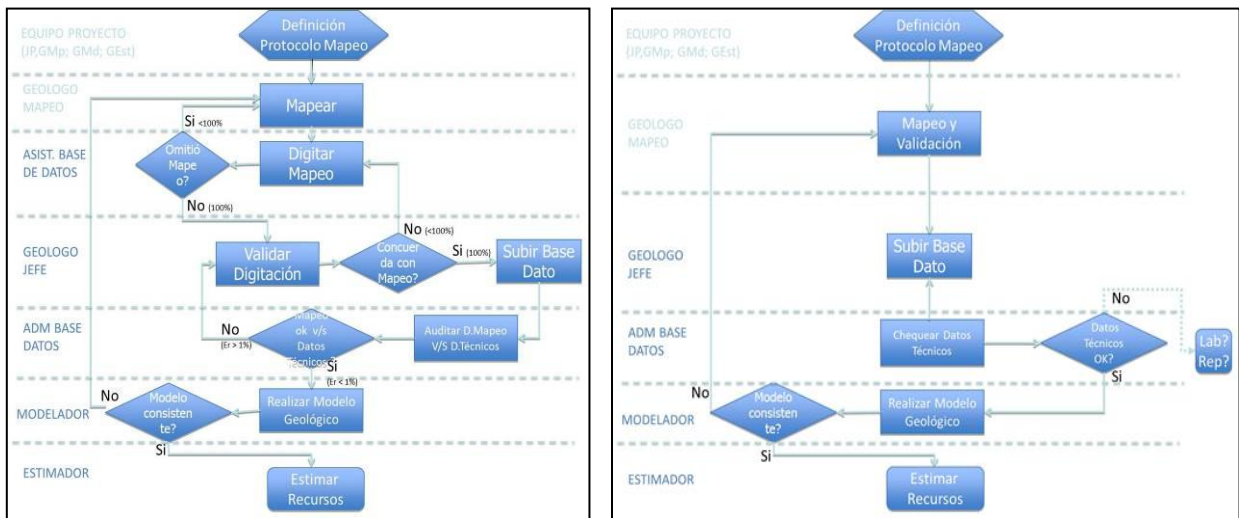 EQUIPO PROYECTO
(JP,GMp; GMd; GEst)
Definición
Protocolo Mapeo
GEOLOGO
MAPEO
Mapear
Si <100%
ASIST. BASE
DE DATOS
Omitió
Mape
o?
Digitar
Mapeo
No (100%)
No (<100%)
GEOLOGO
JEFE
Validar
Digitación
Concuer
da con
Mapeo?
Si (100%)
Subir Base
Dato
ADM BASE
DATOS
No
(Er > 1%)
Mapeo
ok v/s
Datos
Técnicos?
Auditar D.Mapeo
V/S D.Técnicos
Si
(Er < 1%)
No
MODELADOR
Modelo
consisten
te?
Realizar Modelo
Geológico
Si
ESTIMADOR
Estimar
Recursos
EQUIPO PROYECTO
(JP,GMp; GMd; GEst)
Definición
Protocolo Mapeo
GEOLOGO
MAPEO
Mapeo y
Validación
GEOLOGO
JEFE
Subir Base
Dato
No
ADM BASE
DATOS
Chequear Datos
Técnicos
Datos
Técnicos
OK?
Lab?
Rep?
Si
No
MODELADOR
Modelo
consisten
te?
Realizar Modelo
Geológico
Si
ESTIMADOR
Estimar
Recursos